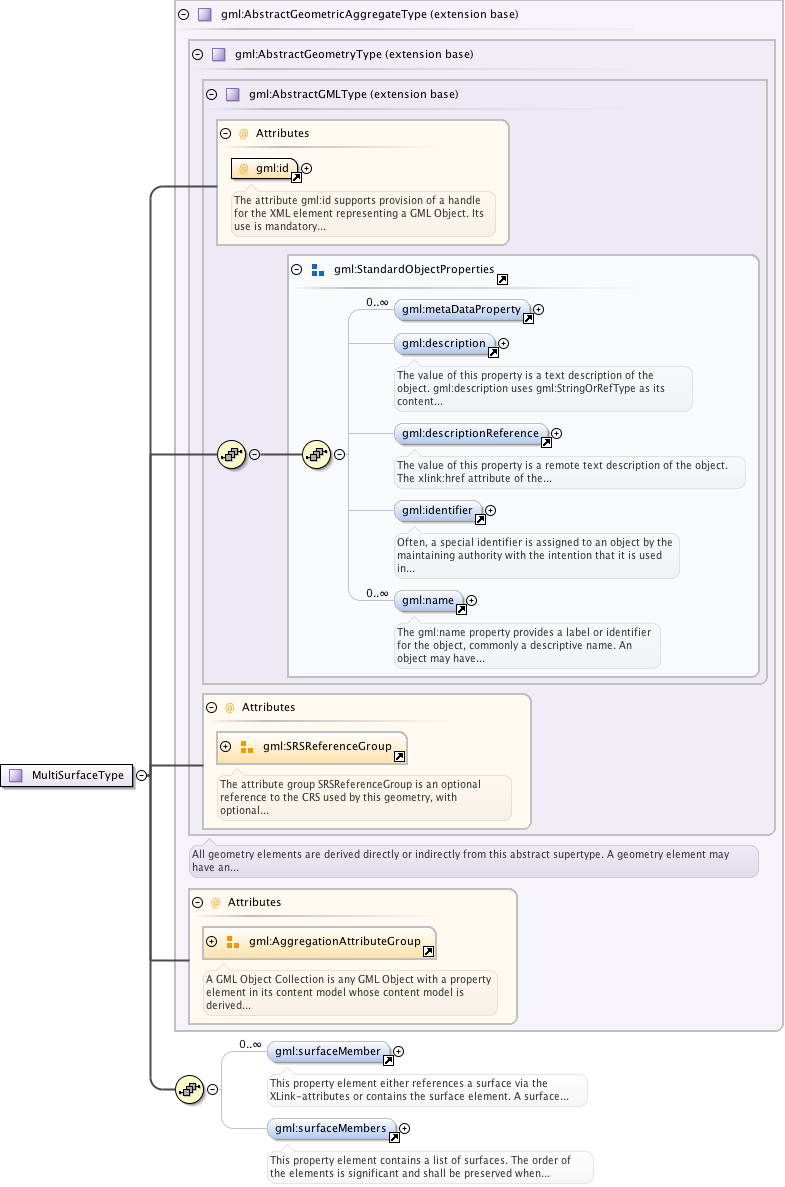 gml:AbstractGeometricAggregateType (extension base)
gml:AbstractGeometryType (extension base)
gml:AbstractGMLType (extension base)
@ Attributes
@ gml:id
The attribute gml:id supports provision of a handle
for the XML element representing a GML Object. Its
use is mandatory...
gml:StandardObjectProperties
0..∞
gml:metaDataProperty
gml:description
The value of this property is a text description of the
object. gml:description uses gml:StringOrRefType as its
content...
gml:descriptionReference
The value of this property is a remote text description of the object.
The xlink:href attribute of the...
gml:identifier
Often, a special identifier is assigned to an object by the
maintaining authority with the intention that it is used
in...
0..∞
gml:name
The gml:name property provides a label or identifier
for the object, commonly a descriptive name. An
object may have...
@ Attributes
gml:SRSReferenceGroup
The attribute group SRSReferenceGroup is an optional
reference to the CRS used by this geometry, with
optional...
MultiSurfaceType
All geometry elements are derived directly or indirectly from this abstract supertype. A geometry element may
have an...
@ Attributes
gml:AggregationAttributeGroup
A GML Object Collection is any GML Object with a property
element in its content model whose content model is
derived...
0..∞
gml:surfaceMember
This property element either references a surface via the
XLink-attributes or contains the surface element. A surface...
gml:surfaceMembers
This property element contains a list of surfaces. The order of
the elements is significant and shall be preserved when...